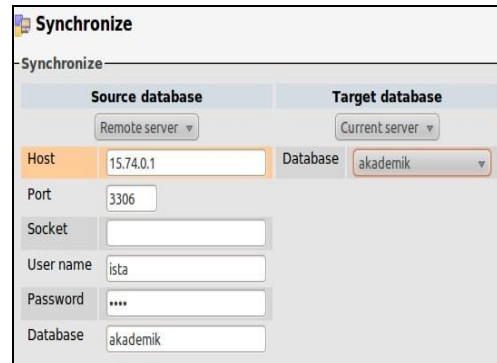 Synchronize
Synchronize
Source database Target database
Remote server Current server
Host 15.74.0.1 Database akademik
Port 3306
Socket
User name ista
Password ••••
Database akademik